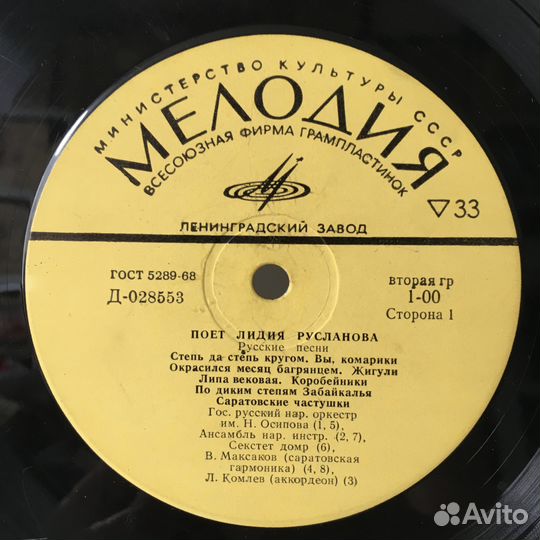 МИНИСТЕРСТВО КУЛЬТУРЫ СССР
МЕЛОДИЯ
ВСЕСОЮЗНАЯ ФИРМА ГРАМПЛАСТИНОК
▽33
ЛЕНИНГРАДСКИЙ ЗАВОД
ГОСТ 5289-68
Д-028553
вторая гр
1-00
Сторона 1
ПОЕТ ЛИДИЯ РУСЛАНОВА
Русские песни
Степь да степь кругом. Вы, комарики
Окрасился месяц багрянцем. Жигули
Липа вековая. Коробейники
По диким степям Забайкалья
Саратовские частушки
Гос. русский нар. оркестр
им. Н. Осипова (1, 5),
Ансамбль нар. инстр. (2, 7),
Секстет домр (6)
В. Максаков (саратовская
гармоника) (4, 8),
Л. Комлев (аккордеон) (3)
Avito